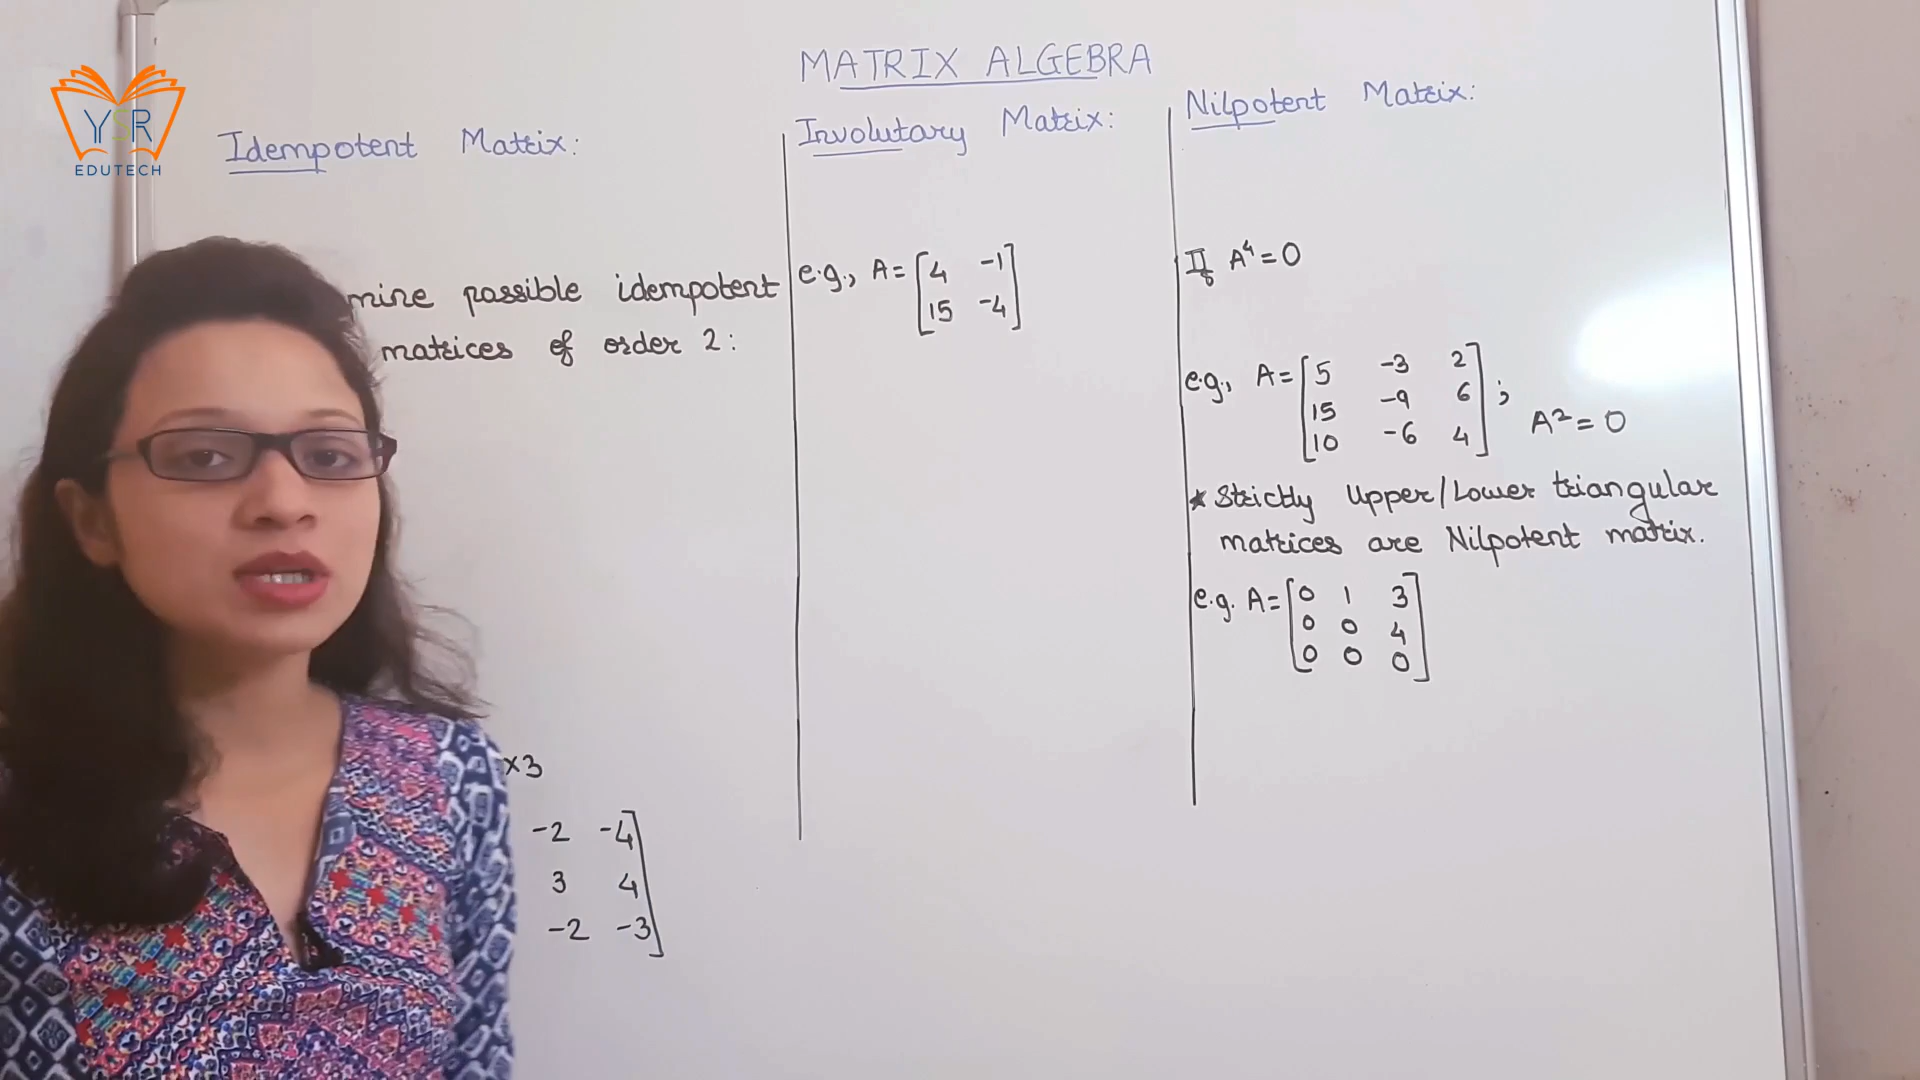 MATRIX ALGEBRA
YSR
EDUTECH
Idempotent Matrix:
mine possible idempotent
matrices of order 2:
×3
-2 -4
3 4
-2 -3
Involutary Matrix:
e.g., A = [4 -1
15 -4]
Nilpotent Matrix:
If A⁴ = 0
e.g., A = [5 -3 2
15 -9 6
10 -6 4] ; A² = 0
* Strictly Upper/Lower triangular
matrices are Nilpotent matrix.
e.g. A = [0 1 3
0 0 4
0 0 0]